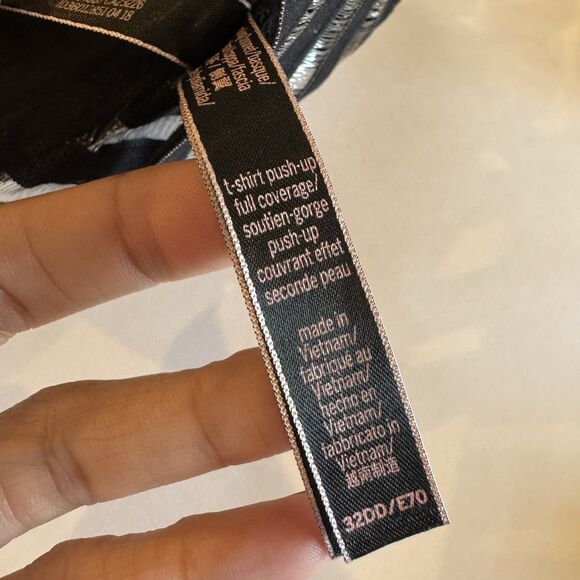 t-shirt push-up
full coverage/
soutien-gorge
push-up
couvrant effet
seconde peau
made in
Vietnam/
fabriqué au
Vietnam/
hecho en
Vietnam/
fabbricato in
Vietnam/
越南制造
32DD/E70